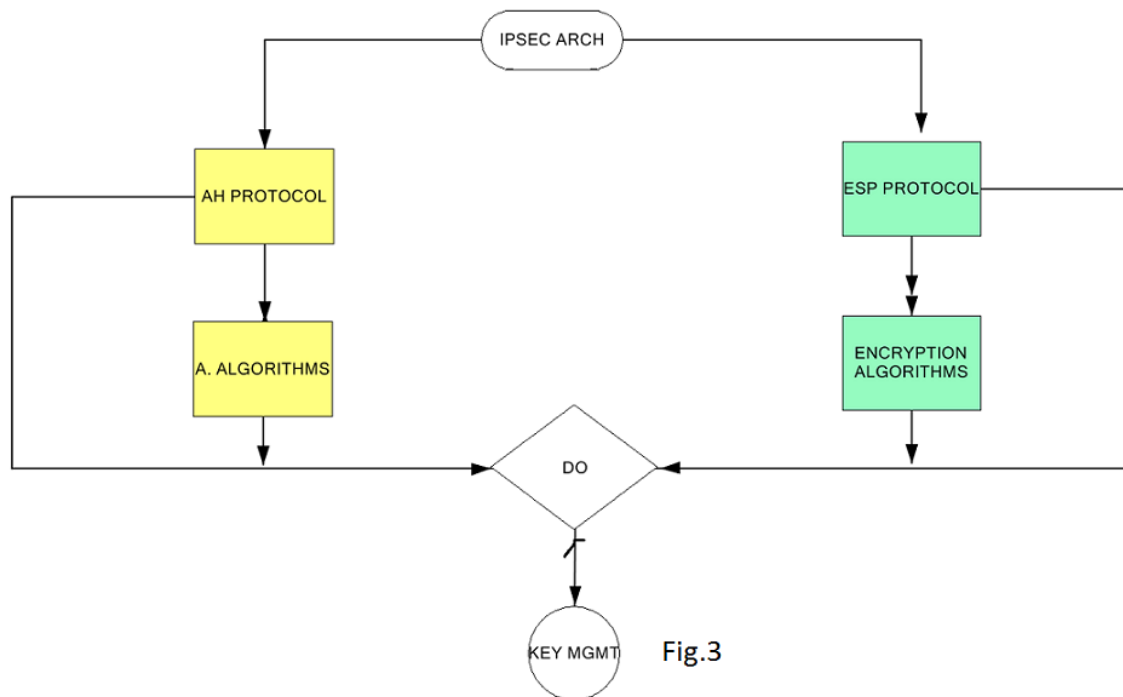 IPSEC ARCH
AH PROTOCOL
ESP PROTOCOL
A. ALGORITHMS
ENCRYPTION
ALGORITHMS
DO
KEY MGMT
Fig.3